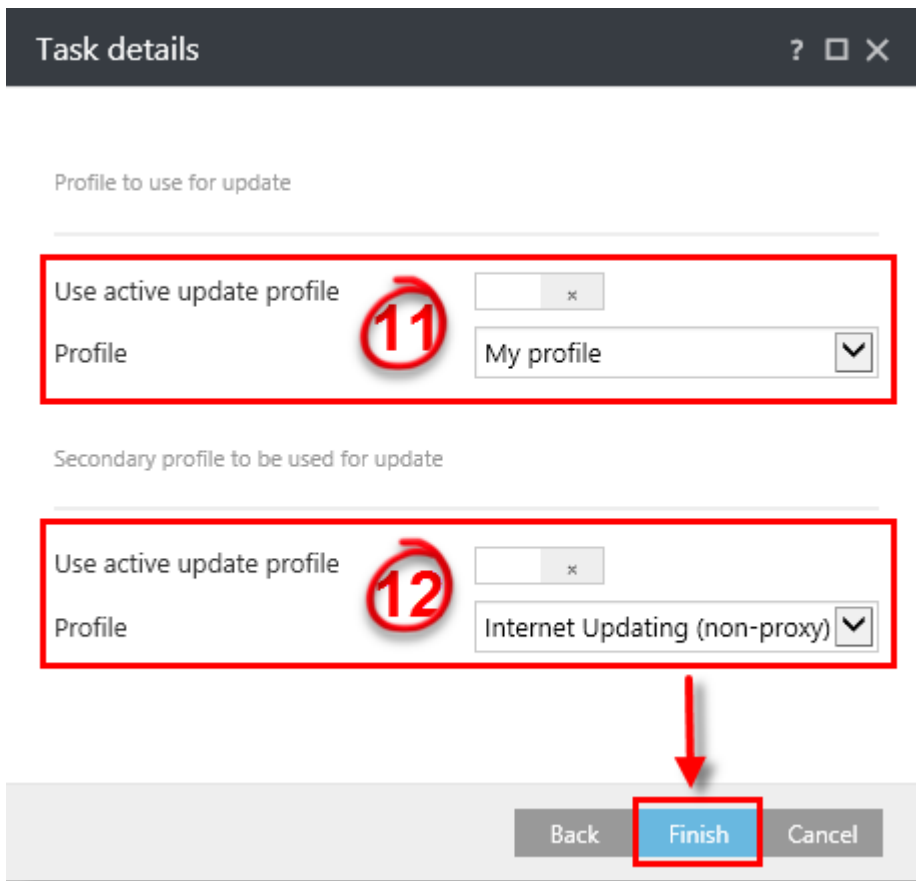 Task details ?
Profile to use for update
Use active update profile
11
Profile
My profile
Secondary profile to be used for update
Use active update profile
12
Profile
Internet Updating (non-proxy)
Back Finish Cancel